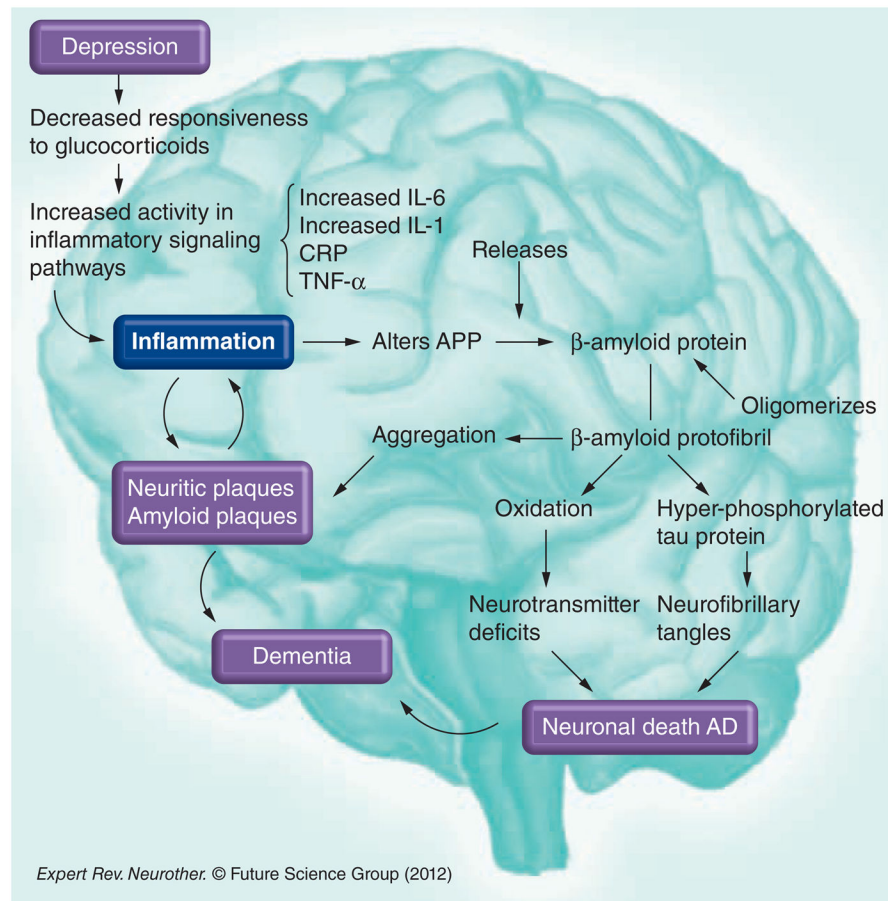 Depression
Decreased responsiveness
to glucocorticoids
Increased activity in
inflammatory signaling
pathways
Increased IL-6
Increased IL-1
CRP
TNF-α
Releases
Inflammation
Alters APP
β-amyloid protein
Oligomerizes
Aggregation
β-amyloid protofibril
Neuritic plaques
Amyloid plaques
Oxidation
Hyper-phosphorylated
tau protein
Neurotransmitter
deficits
Neurofibrillary
tangles
Dementia
Neuronal death AD
Expert Rev. Neurother. © Future Science Group (2012)